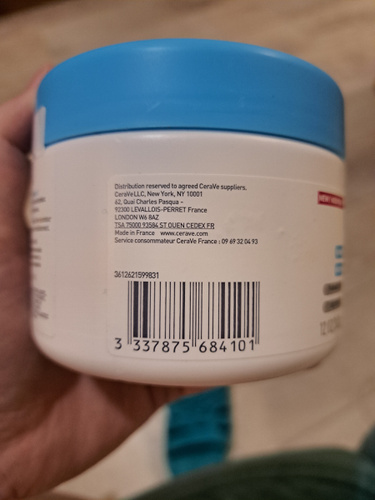 Distribution reserved to agreed CeraVe suppliers.
CeraVe LLC, New York, NY 10001
62, Quai Charles Pasqua -
92300 LEVALLOIS-PERRET France
LONDON W6 8AZ
TSA 75000 93584 ST OUEN CEDEX FR
Made in France www.cerave.com
Service consommateur CeraVe France : 09 69 32 04 93
3612621599831
3 337875 684101